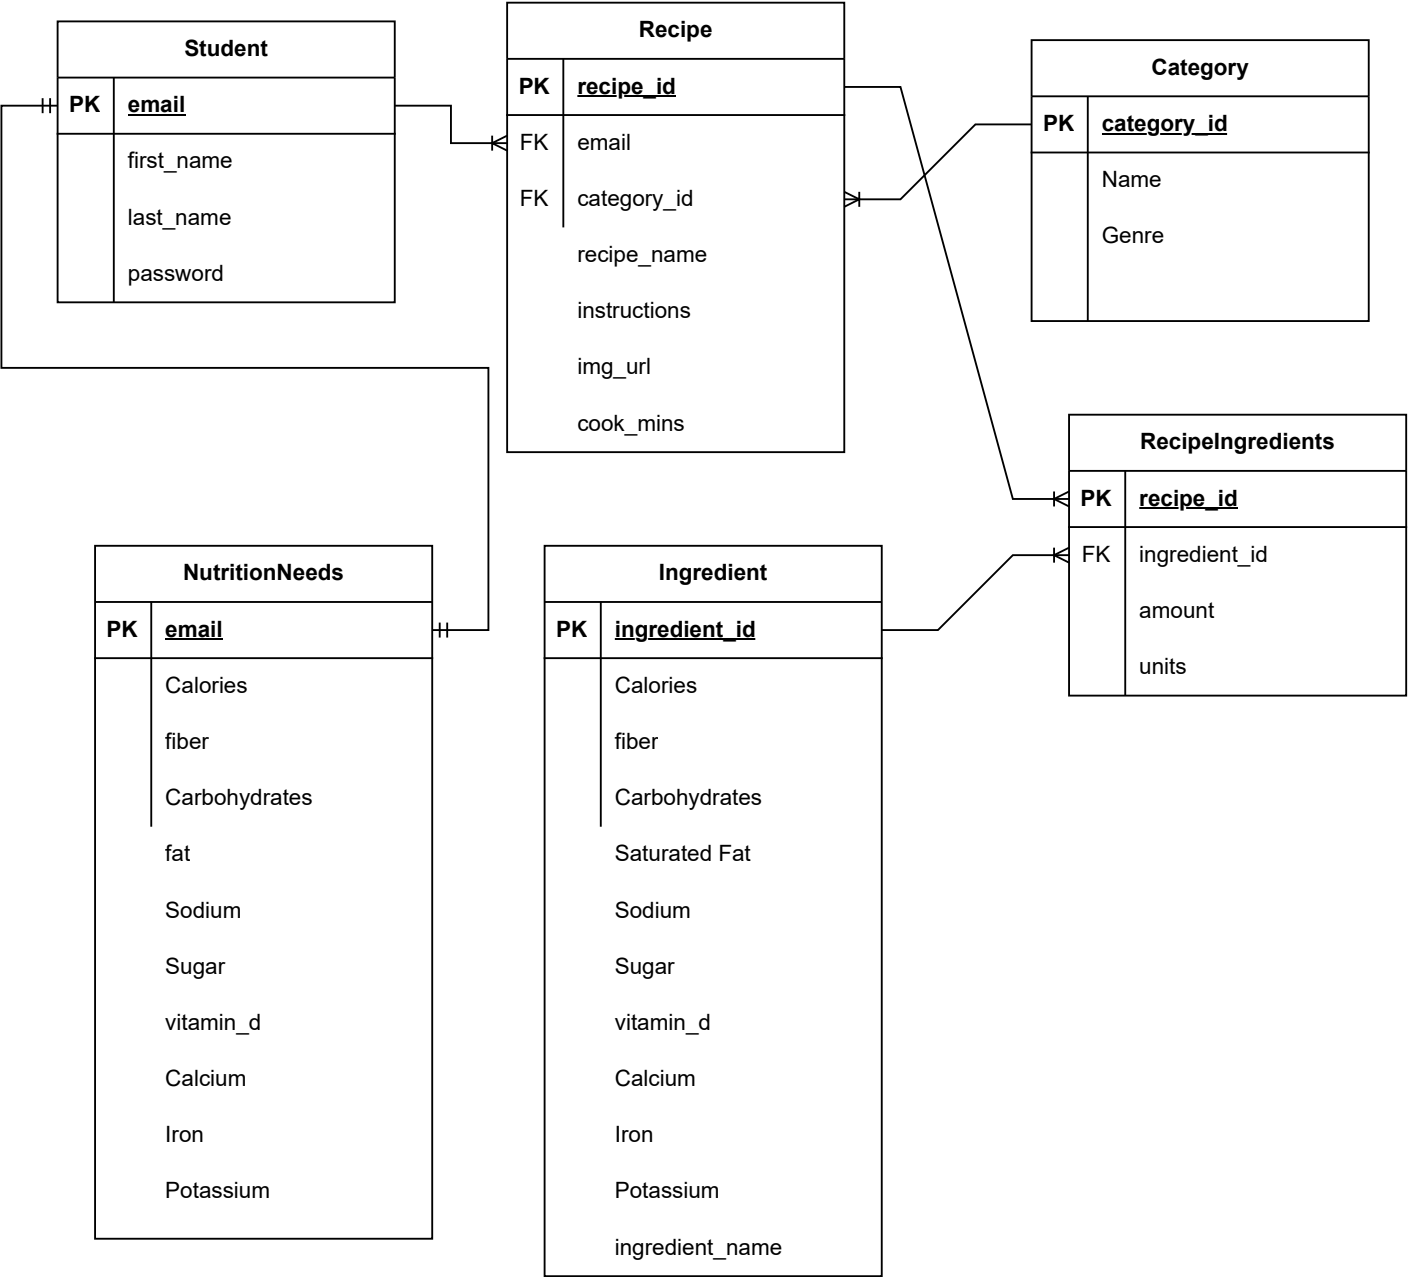 Student
PK email
first_name
last_name
password
Recipe
PK recipe_id
FK email
FK category_id
recipe_name
instructions
img_url
cook_mins
Category
PK category_id
Name
Genre
RecipeIngredients
PK recipe_id
FK ingredient_id
amount
units
NutritionNeeds
PK email
Calories
fiber
Carbohydrates
fat
Sodium
Sugar
vitamin_d
Calcium
Iron
Potassium
Ingredient
PK ingredient_id
Calories
fiber
Carbohydrates
Saturated Fat
Sodium
Sugar
vitamin_d
Calcium
Iron
Potassium
ingredient_name